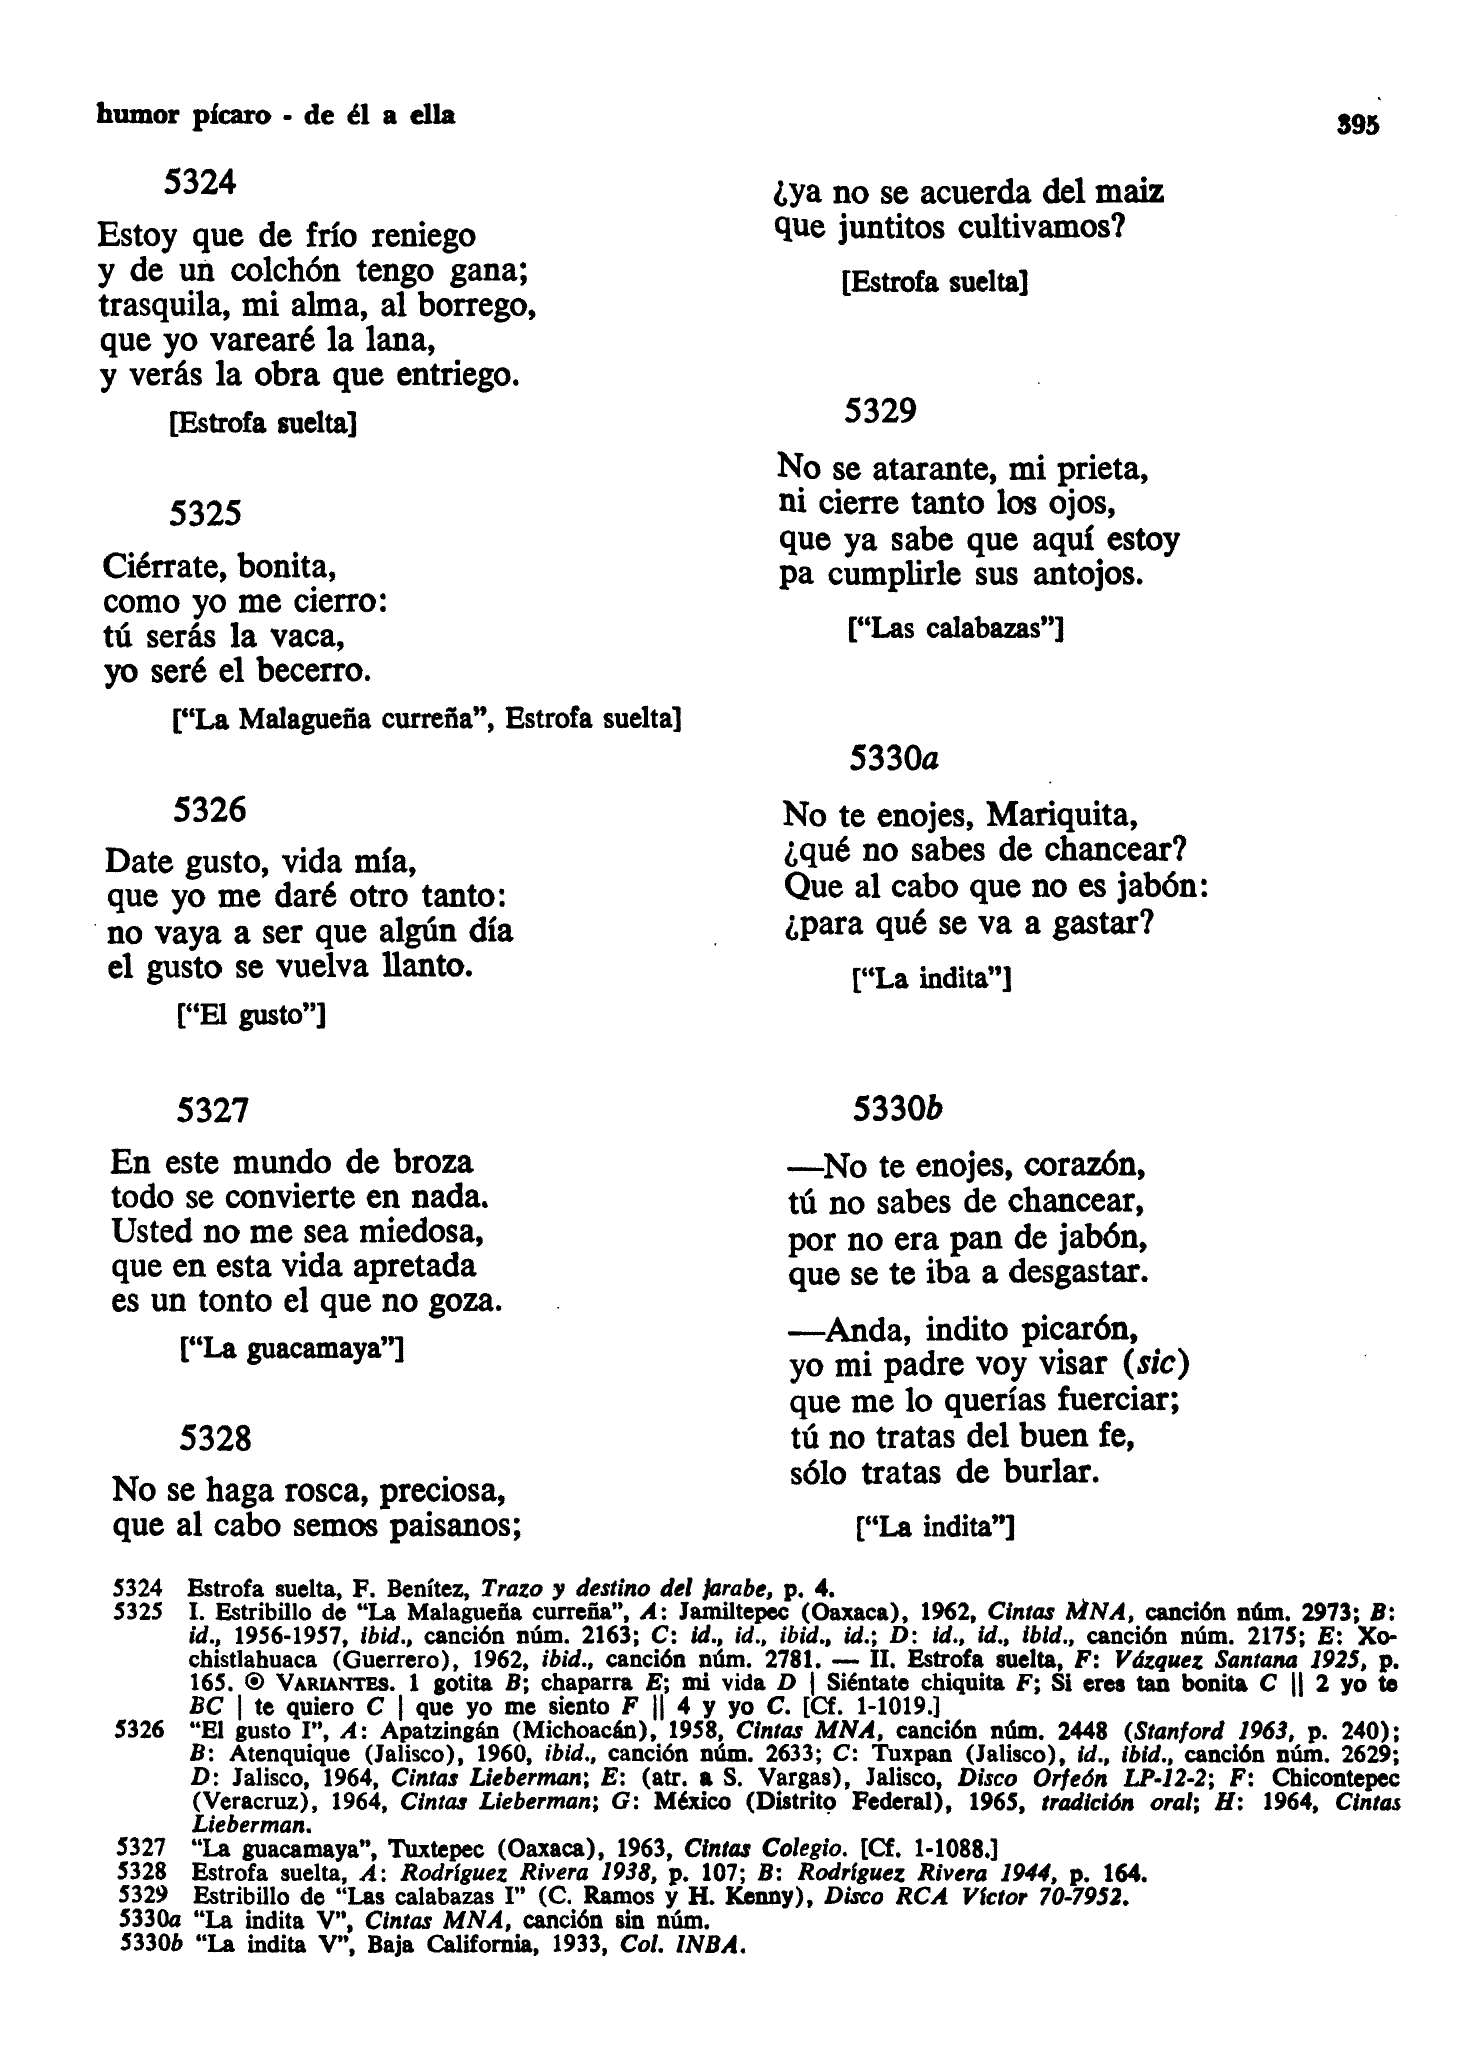 humor pícaro - de él a ella
395
5324
Estoy que de frío reniego
y de un colchón tengo gana;
trasquila, mi alma, al borrego,
que yo varearé la lana,
y verás la obra que entriego.
[Estrofa suelta]
5325
Ciérrate, bonita,
como yo me cierro:
tú serás la vaca,
yo seré el becerro.
[“La Malagueña curreña”, Estrofa suelta]
5326
Date gusto, vida mía,
que yo me daré otro tanto:
no vaya a ser que algún día
el gusto se vuelva llanto.
[“El gusto”]
5327
En este mundo de broza
todo se convierte en nada.
Usted no me sea miedosa,
que en esta vida apretada
es un tonto el que no goza.
[“La guacamaya”]
5328
No se haga rosca, preciosa,
que al cabo semos paisanos;
¿ya no se acuerda del maiz
que juntitos cultivamos?
[Estrofa suelta]
5329
No se atarante, mi prieta,
ni cierre tanto los ojos,
que ya sabe que aquí estoy
pa cumplirle sus antojos.
[“Las calabazas”]
5330a
No te enojes, Mariquita,
¿qué no sabes de chancear?
Que al cabo que no es jabón:
¿para qué se va a gastar?
[“La indita”]
5330b
—No te enojes, corazón,
tú no sabes de chancear,
por no era pan de jabón,
que se te iba a desgastar.
—Anda, indito picarón,
yo mi padre voy visar (sic)
que me lo querías fuerciar;
tú no tratas del buen fe,
sólo tratas de burlar.
[“La indita”]
5324 Estrofa suelta, F. Benítez, Trazo y destino del jarabe, p. 4.
5325 I. Estribillo de “La Malagueña curreña”, A: Jamiltepec (Oaxaca), 1962, Cintas MNA, canción núm. 2973; B:
id., 1956-1957, ibid., canción núm. 2163; C: id., id., ibid., id.; D: id., id., ibid., canción núm. 2175; E: Xo-
chistlahuaca (Guerrero), 1962, ibid., canción núm. 2781. — II. Estrofa suelta, F: Vázquez Santana 1925, p.
165. ® VARIANTES. 1 gotita B; chaparra E; mi vida D | Siéntate chiquita F; Si eres tan bonita C || 2 yo te
BC | te quiero C | que yo me siento F || 4 y yo C. [Cf. 1-1019.]
5326 “El gusto I”, A: Apatzingán (Michoacán), 1958, Cintas MNA, canción núm. 2448 (Stanford 1963, p. 240);
B: Atenquique (Jalisco), 1960, ibid., canción núm. 2633; C: Tuxpan (Jalisco), id., ibid., canción núm. 2629;
D: Jalisco, 1964, Cintas Lieberman; E: (atr. a S. Vargas), Jalisco, Disco Orfeón LP-12-2; F: Chicontepec
(Veracruz), 1964, Cintas Lieberman; G: México (Distrito Federal), 1965, tradición oral; H: 1964, Cintas
Lieberman.
5327 “La guacamaya”, Tuxtepec (Oaxaca), 1963, Cintas Colegio. [Cf. 1-1088.]
5328 Estrofa suelta, A: Rodríguez Rivera 1938, p. 107; B: Rodríguez Rivera 1944, p. 164.
5329 Estribillo de “Las calabazas I” (C. Ramos y H. Kenny), Disco RCA Víctor 70-7952.
5330a “La indita V”, Cintas MNA, canción sin núm.
5330b “La indita V”, Baja California, 1933, Col. INBA.